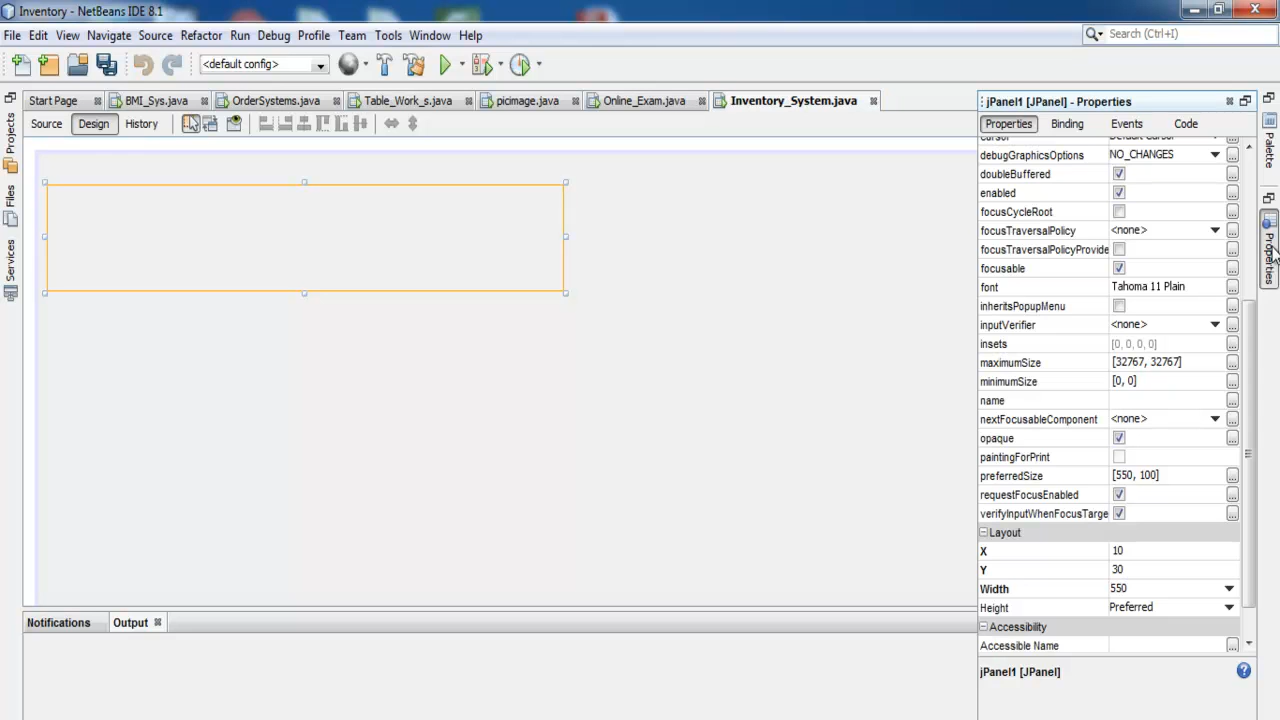 Inventory - NetBeans IDE 8.1
File Edit View Navigate Source Refactor Run Debug Profile Team Tools Window Help
Search (Ctrl+I)
<default config>
Start Page BMI_Sys.java OrderSystems.java Table_Work_s.java picimage.java Online_Exam.java Inventory_System.java
jPanel1 [JPanel] - Properties
Source Design History
Properties Binding Events Code
Projects
Files
Services
Palette
Properties
debugGraphicsOptions NO_CHANGES
doubleBuffered
enabled
focusCycleRoot
focusTraversalPolicy <none>
focusTraversalPolicyProvide
focusable
font Tahoma 11 Plain
inheritsPopupMenu
inputVerifier <none>
insets [0, 0, 0, 0]
maximumSize [32767, 32767]
minimumSize [0, 0]
name
nextFocusableComponent <none>
opaque
paintingForPrint
preferredSize [550, 100]
requestFocusEnabled
verifyInputWhenFocusTarge
Layout
X 10
Y 30
Width 550
Height Preferred
Accessibility
Accessible Name
jPanel1 [JPanel]
Notifications Output